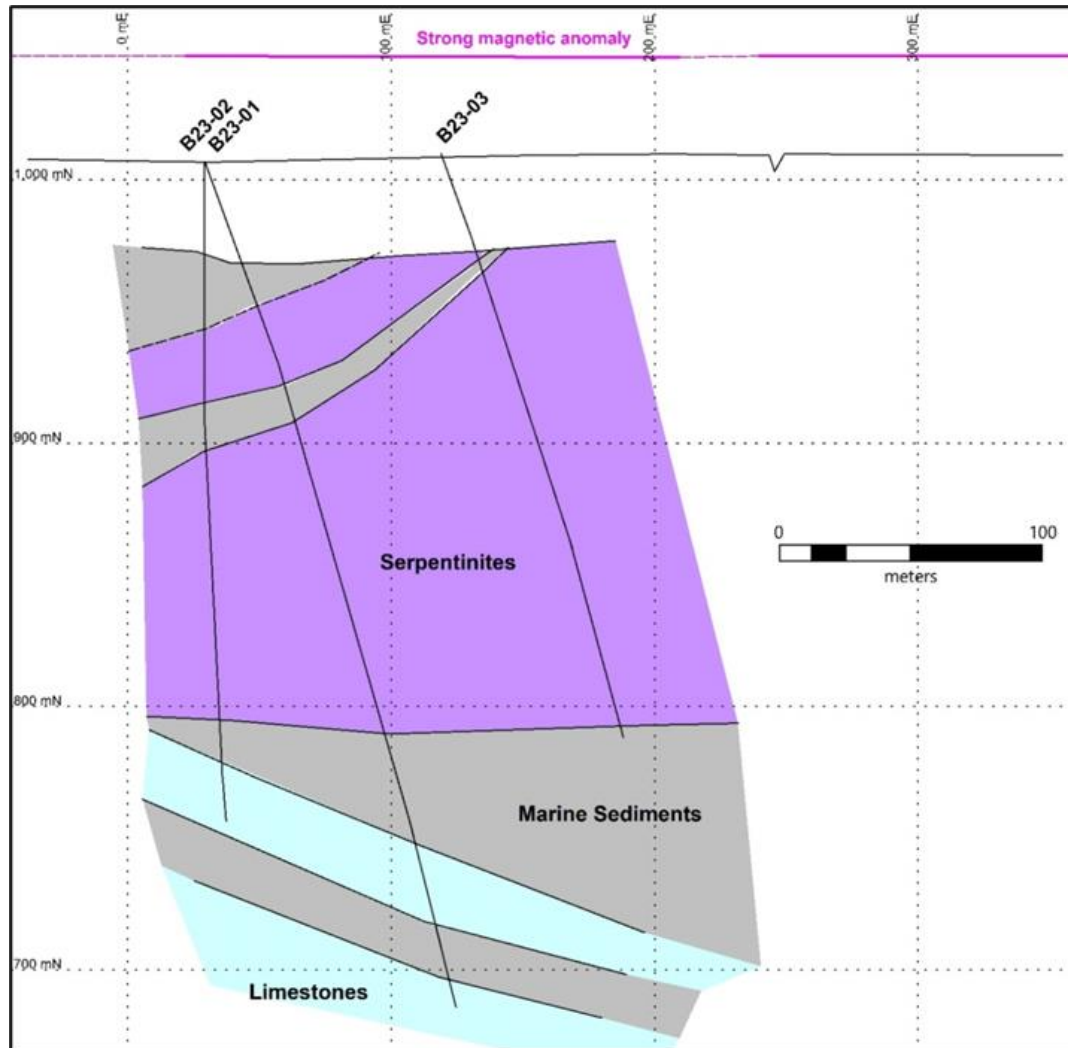 0 mE
100 mE
200 mE
300 mE
Strong magnetic anomaly
B23-02
B23-01
B23-03
1,000 mN
900 mN
0
100
meters
Serpentinites
800 mN
Marine Sediments
700 mN
Limestones